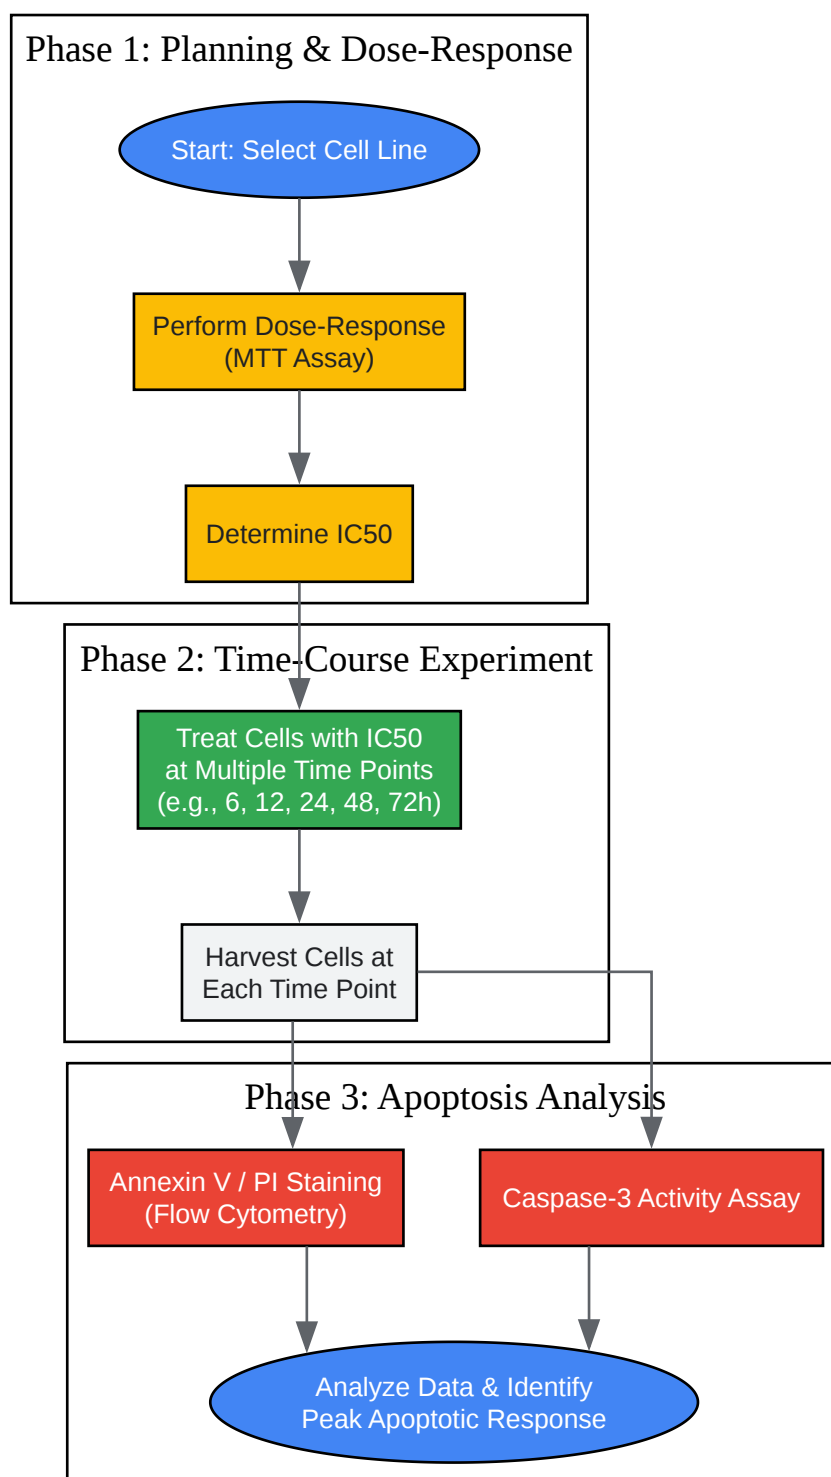 Phase 1: Planning & Dose-Response
Start: Select Cell Line
Perform Dose-Response
(MTT Assay)
Determine IC50
Phase 2: Time-Course Experiment
Treat Cells with IC50
at Multiple Time Points
(e.g., 6, 12, 24, 48, 72h)
Harvest Cells at
Each Time Point
Phase 3: Apoptosis Analysis
Annexin V / PI Staining
(Flow Cytometry)
Caspase-3 Activity Assay
Analyze Data & Identify
Peak Apoptotic Response